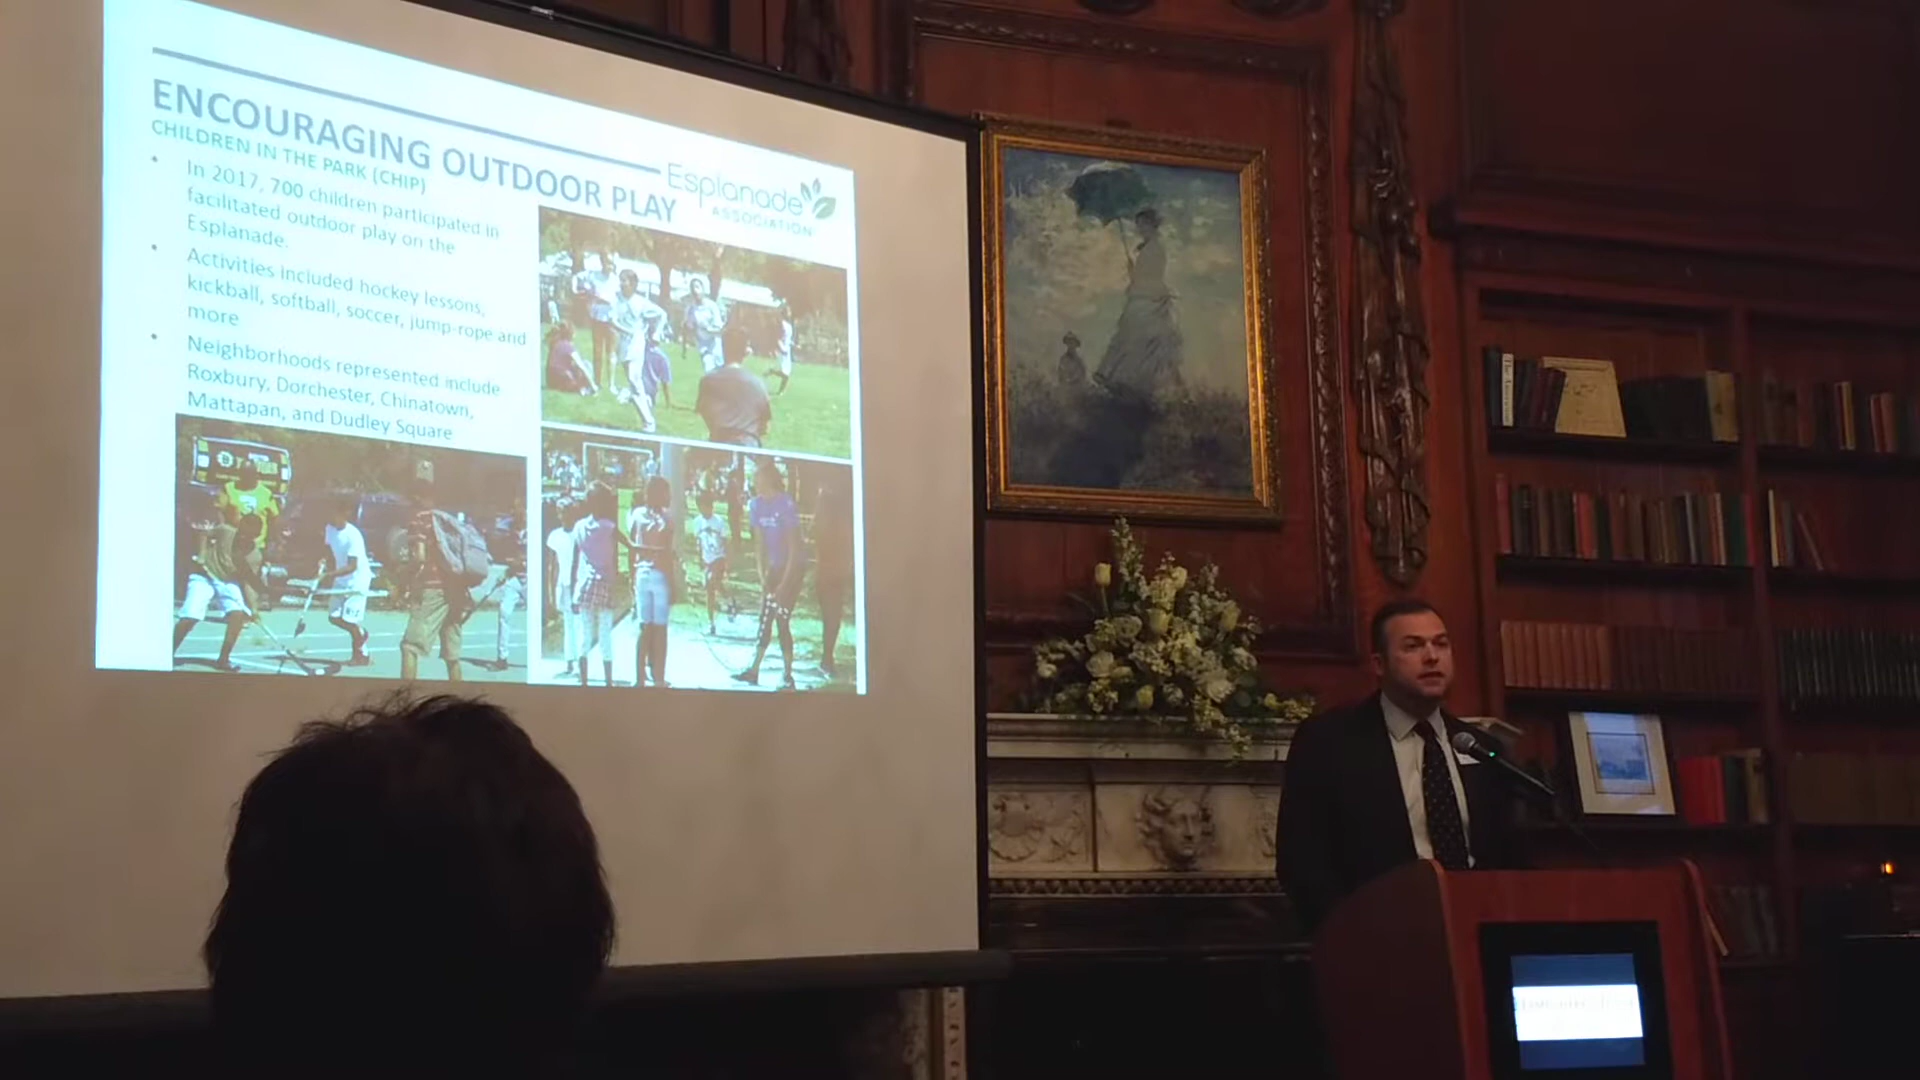 ENCOURAGING OUTDOOR PLAY
CHILDREN IN THE PARK (CHIP)
Esplanade
ASSOCIATION
• In 2017, 700 children participated in
facilitated outdoor play on the
Esplanade.
• Activities included hockey lessons,
kickball, softball, soccer, jump-rope and
more
• Neighborhoods represented include
Roxbury, Dorchester, Chinatown,
Mattapan, and Dudley Square